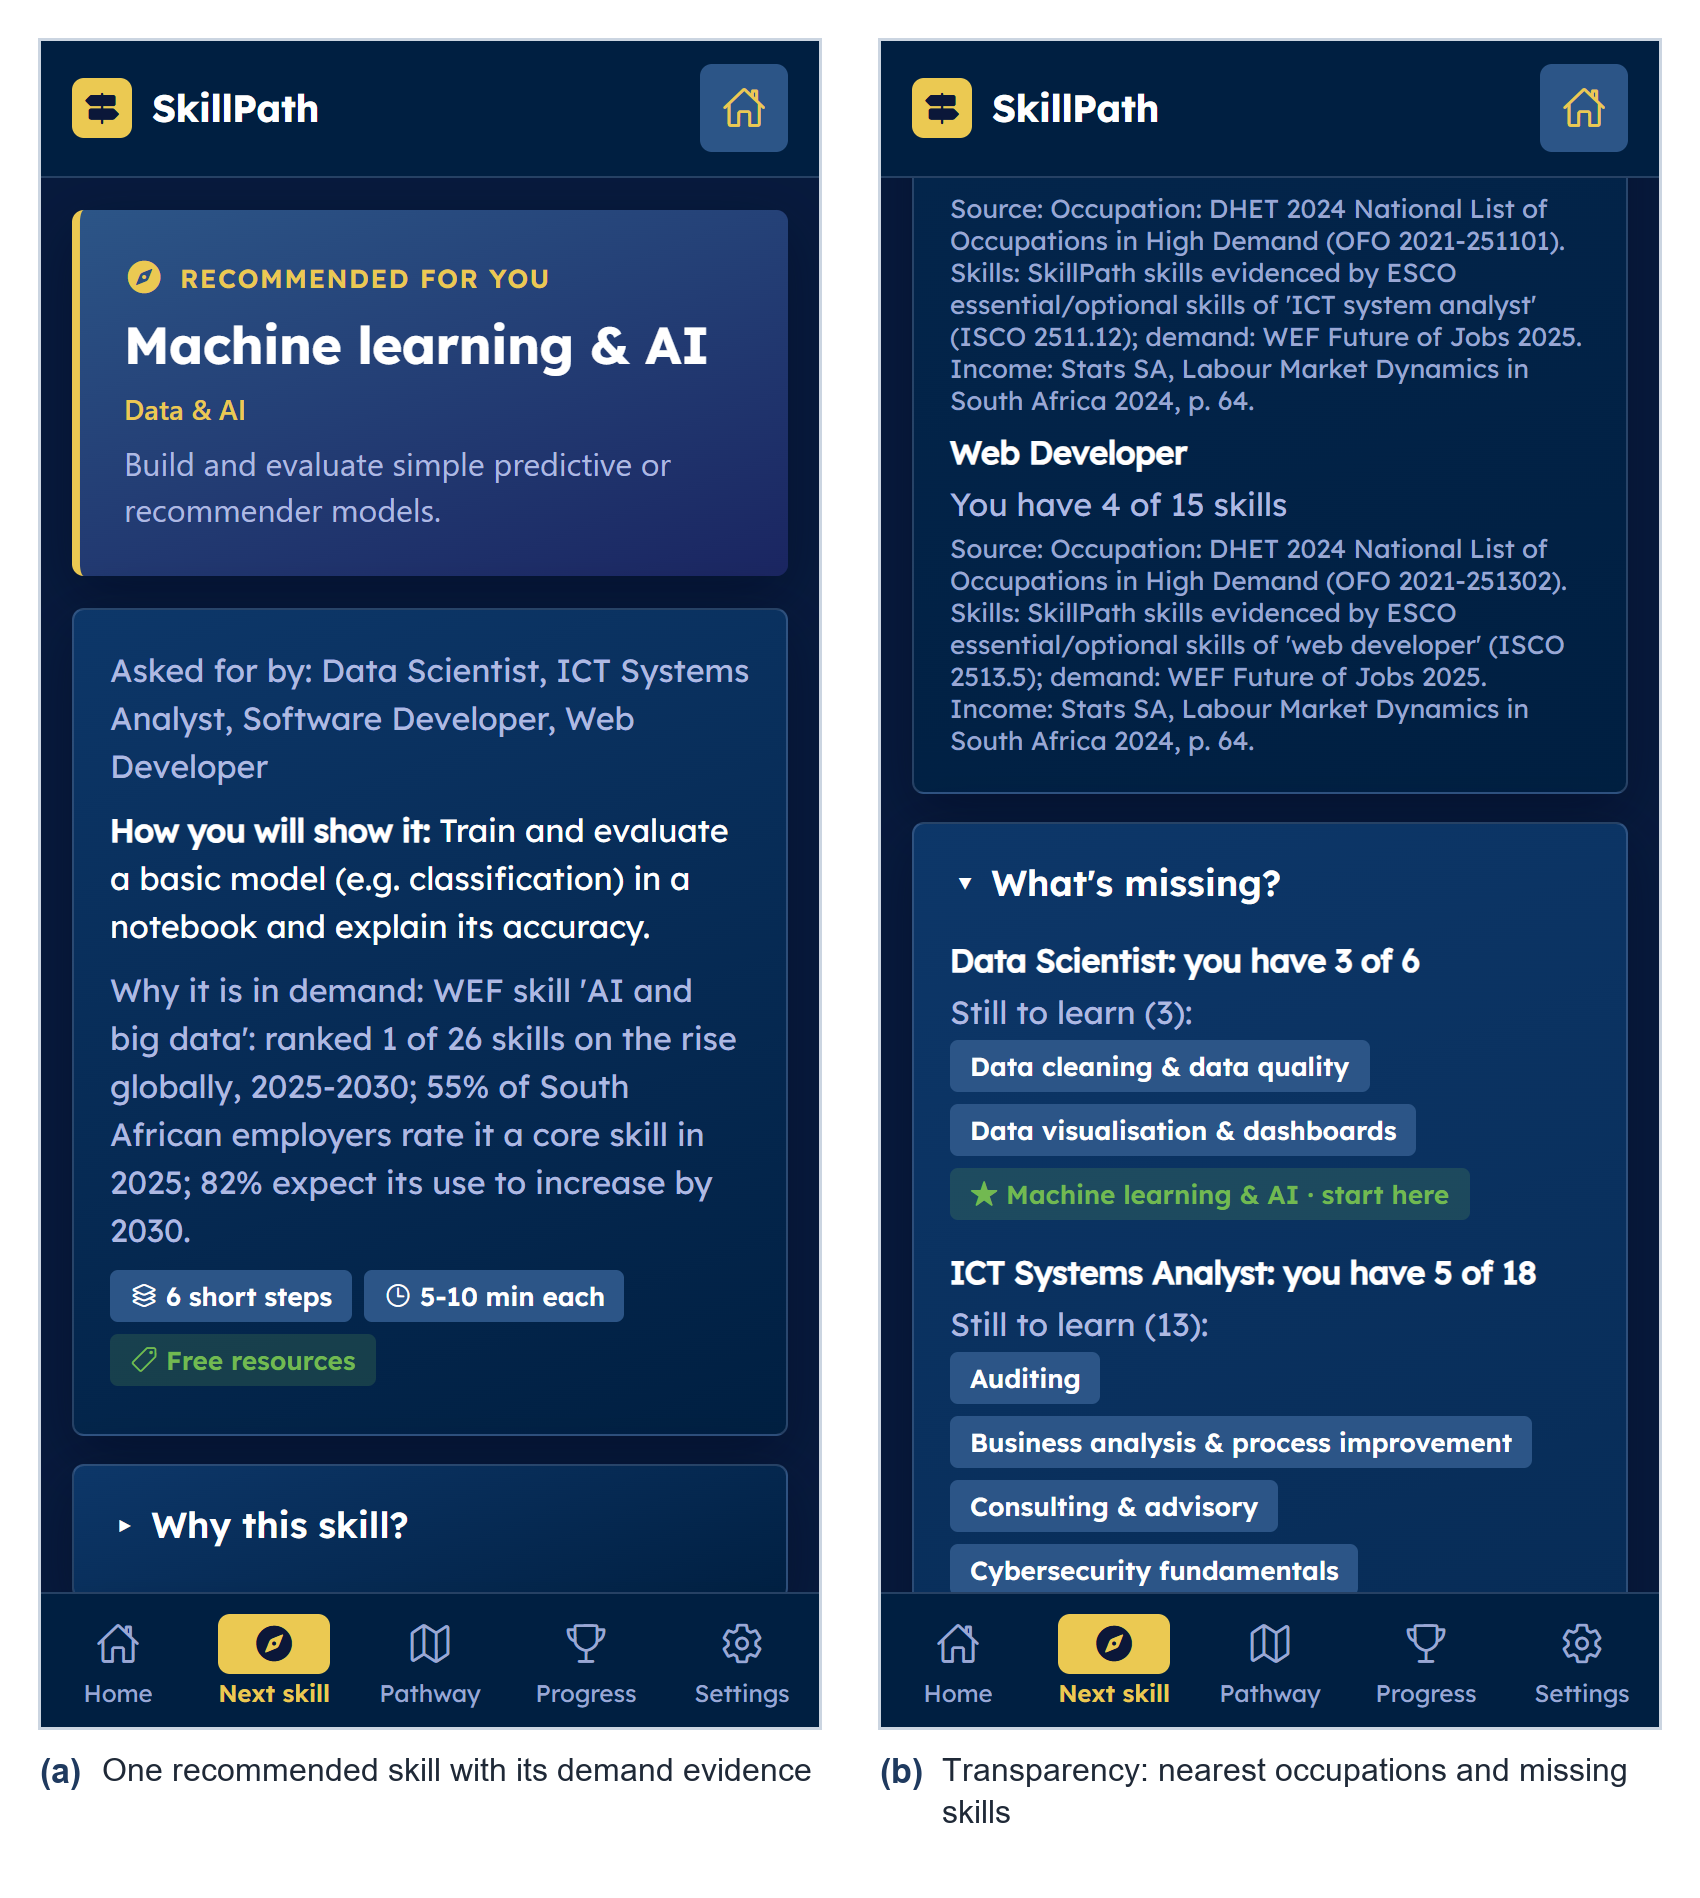 SkillPath
RECOMMENDED FOR YOU
Machine learning & AI
Data & AI
Build and evaluate simple predictive or
recommender models.
Asked for by: Data Scientist, ICT Systems
Analyst, Software Developer, Web
Developer
How you will show it: Train and evaluate
a basic model (e.g. classification) in a
notebook and explain its accuracy.
Why it is in demand: WEF skill 'AI and
big data': ranked 1 of 26 skills on the rise
globally, 2025-2030; 55% of South
African employers rate it a core skill in
2025; 82% expect its use to increase by
2030.
6 short steps
5-10 min each
Free resources
Why this skill?
Home
Next skill
Pathway
Progress
Settings
(a) One recommended skill with its demand evidence
SkillPath
Source: Occupation: DHET 2024 National List of
Occupations in High Demand (OFO 2021-251101).
Skills: SkillPath skills evidenced by ESCO
essential/optional skills of 'ICT system analyst'
(ISCO 2511.12); demand: WEF Future of Jobs 2025.
Income: Stats SA, Labour Market Dynamics in
South Africa 2024, p. 64.
Web Developer
You have 4 of 15 skills
Source: Occupation: DHET 2024 National List of
Occupations in High Demand (OFO 2021-251302).
Skills: SkillPath skills evidenced by ESCO
essential/optional skills of 'web developer' (ISCO
2513.5); demand: WEF Future of Jobs 2025.
Income: Stats SA, Labour Market Dynamics in
South Africa 2024, p. 64.
What's missing?
Data Scientist: you have 3 of 6
Still to learn (3):
Data cleaning & data quality
Data visualisation & dashboards
Machine learning & AI · start here
ICT Systems Analyst: you have 5 of 18
Still to learn (13):
Auditing
Business analysis & process improvement
Consulting & advisory
Cybersecurity fundamentals
Home
Next skill
Pathway
Progress
Settings
(b) Transparency: nearest occupations and missing
skills